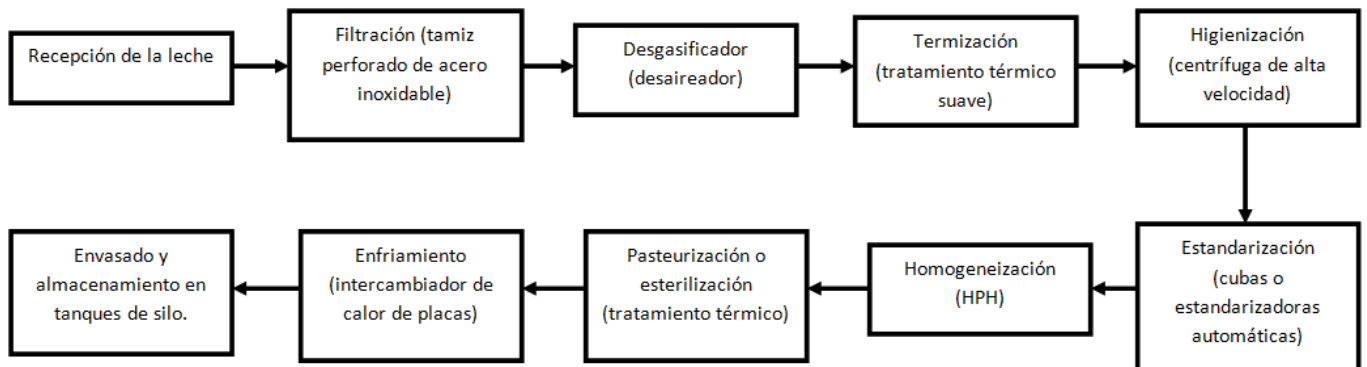 Recepción de la leche
Filtración (tamiz
perforado de acero
inoxidable)
Desgasificador
(desaireador)
Termización
(tratamiento térmico
suave)
Higienización
(centrífuga de alta
velocidad)
Estandarización
(cubas o
estandarizadoras
automáticas)
Homogeneización
(HPH)
Pasteurización o
esterilización
(tratamiento térmico)
Enfriamiento
(intercambiador de
calor de placas)
Envasado y
almacenamiento en
tanques de silo.